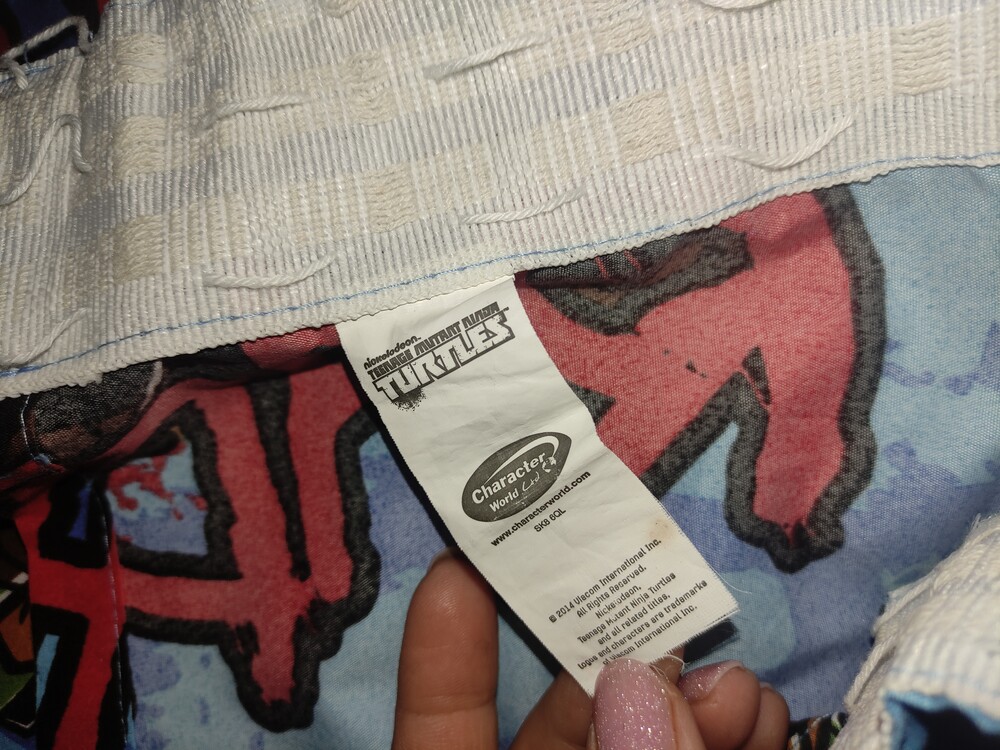 nickelodeon
TEENAGE MUTANT NINJA
TURTLES
Character
World Ltd
www.characterworld.com
SK8 6QL
© 2014 Viacom International Inc.
All Rights Reserved.
Nickelodeon,
Teenage Mutant Ninja Turtles
and all related titles,
logos and characters are trademarks
of Viacom International Inc.